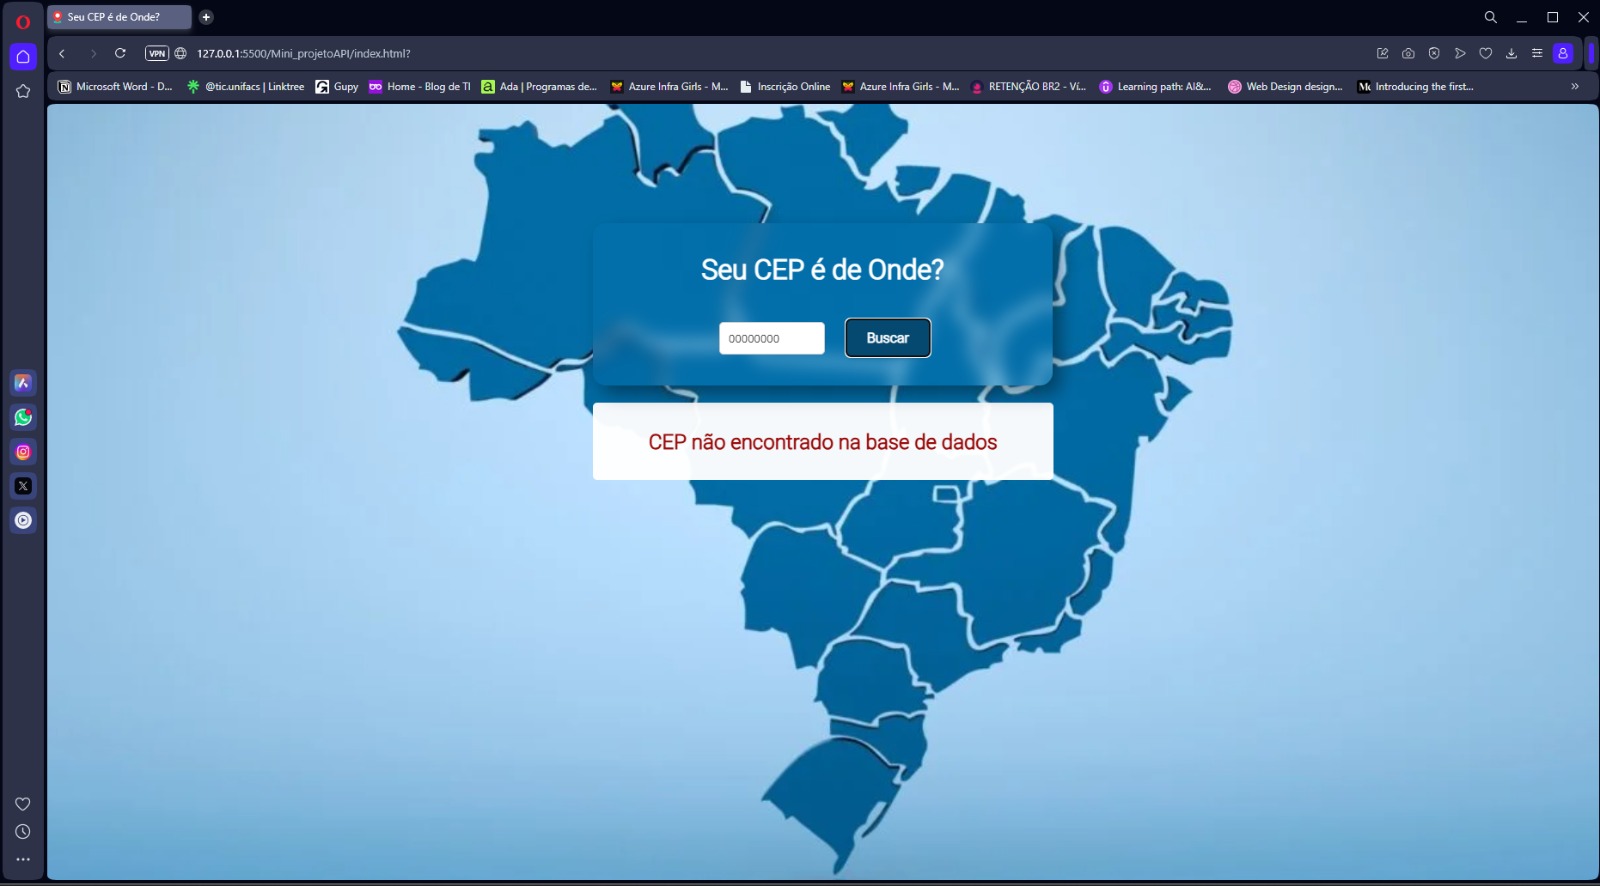 Seu CEP é de Onde?
VPN
127.0.0.1:5500/Mini_projetoAPI/index.html?
Microsoft Word - D...
@tic.unifacs | Linktree
Gupy
Home - Blog de TI
Ada | Programas de...
Azure Infra Girls - M...
Inscrição Online
Azure Infra Girls - M...
RETENÇÃO BR2 - Ví...
Learning path: AI&...
Web Design design...
Introducing the first...
Seu CEP é de Onde?
00000000
Buscar
CEP não encontrado na base de dados